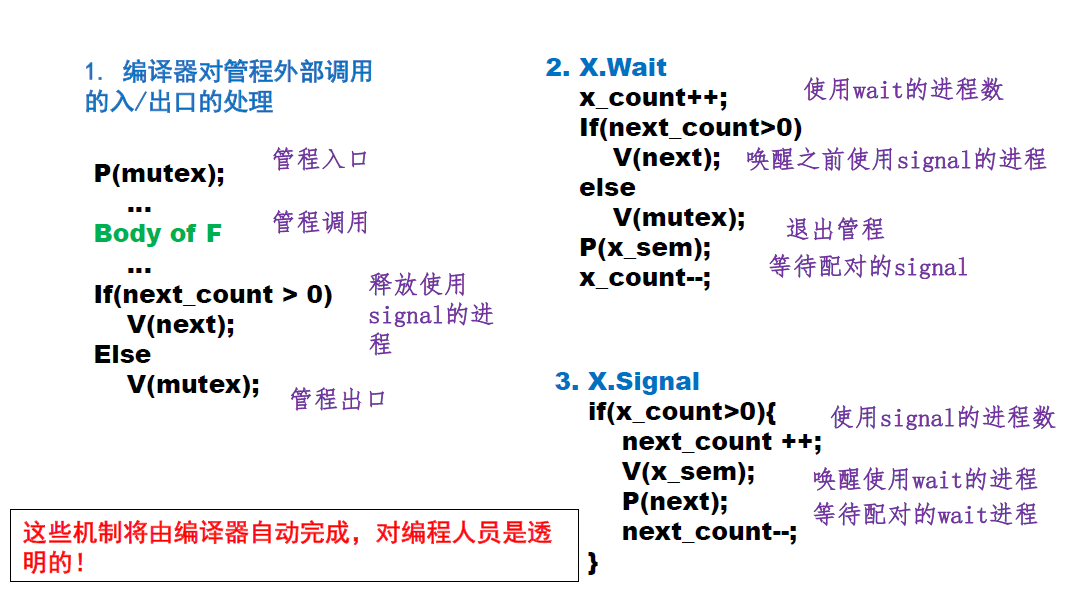 1. 编译器对管程外部调用
的入/出口的处理
P(mutex);
管程入口
...
Body of F
管程调用
...
If(next_count > 0)
V(next);
释放使用
signal的进
程
Else
V(mutex);
管程出口
2. X.Wait
x_count++;
使用wait的进程数
If(next_count>0)
V(next);
唤醒之前使用signal的进程
else
V(mutex);
退出管程
P(x_sem);
等待配对的signal
x_count--;
3. X.Signal
if(x_count>0){
使用signal的进程数
next_count ++;
V(x_sem);
唤醒使用wait的进程
P(next);
等待配对的wait进程
next_count--;
}
这些机制将由编译器自动完成，对编程人员是透
明的！